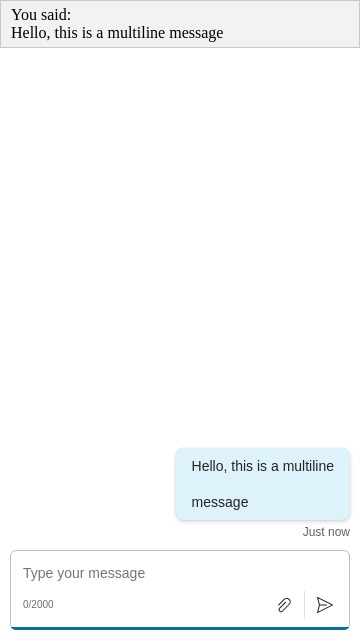 You said:
Hello, this is a multiline message
Hello, this is a multiline
message
Just now
Type your message
0/2000